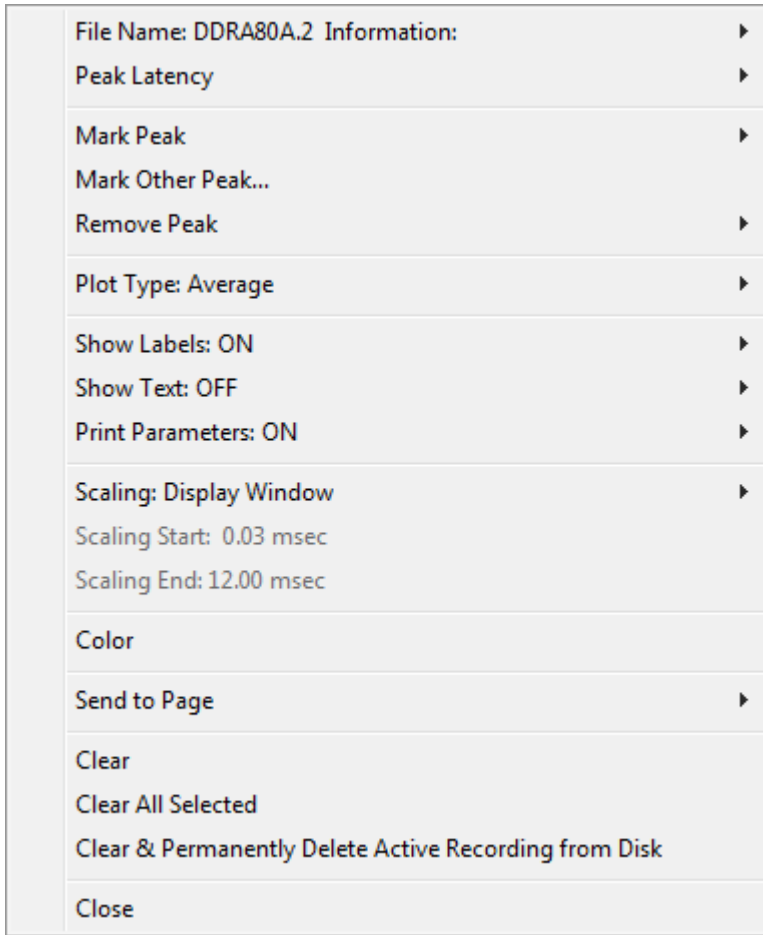 File Name: DDRA80A.2  Information:
Peak Latency
Mark Peak
Mark Other Peak...
Remove Peak
Plot Type: Average
Show Labels: ON
Show Text: OFF
Print Parameters: ON
Scaling: Display Window
Scaling Start:  0.03 msec
Scaling End: 12.00 msec
Color
Send to Page
Clear
Clear All Selected
Clear & Permanently Delete Active Recording from Disk
Close